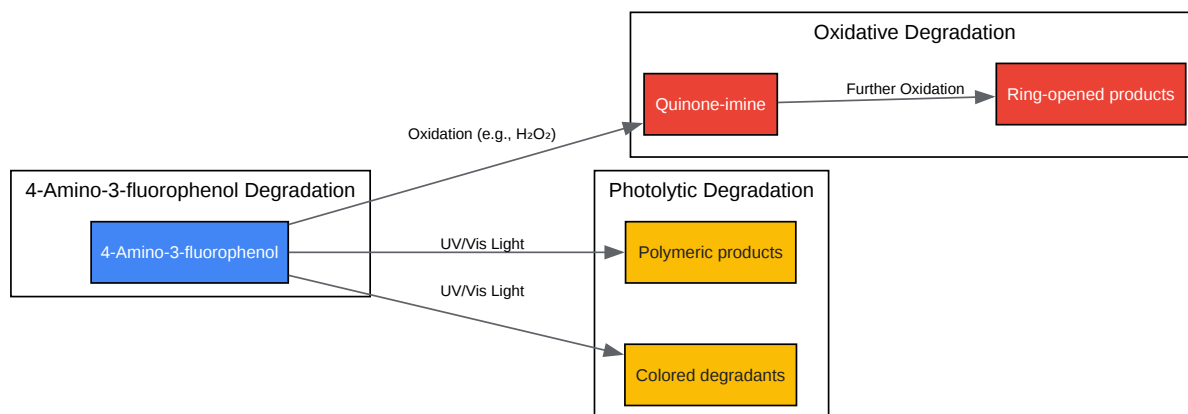 Oxidative Degradation
Quinone-imine
Further Oxidation
Ring-opened products
Oxidation (e.g., H₂O₂)
4-Amino-3-fluorophenol Degradation
4-Amino-3-fluorophenol
Photolytic Degradation
UV/Vis Light
Polymeric products
UV/Vis Light
Colored degradants